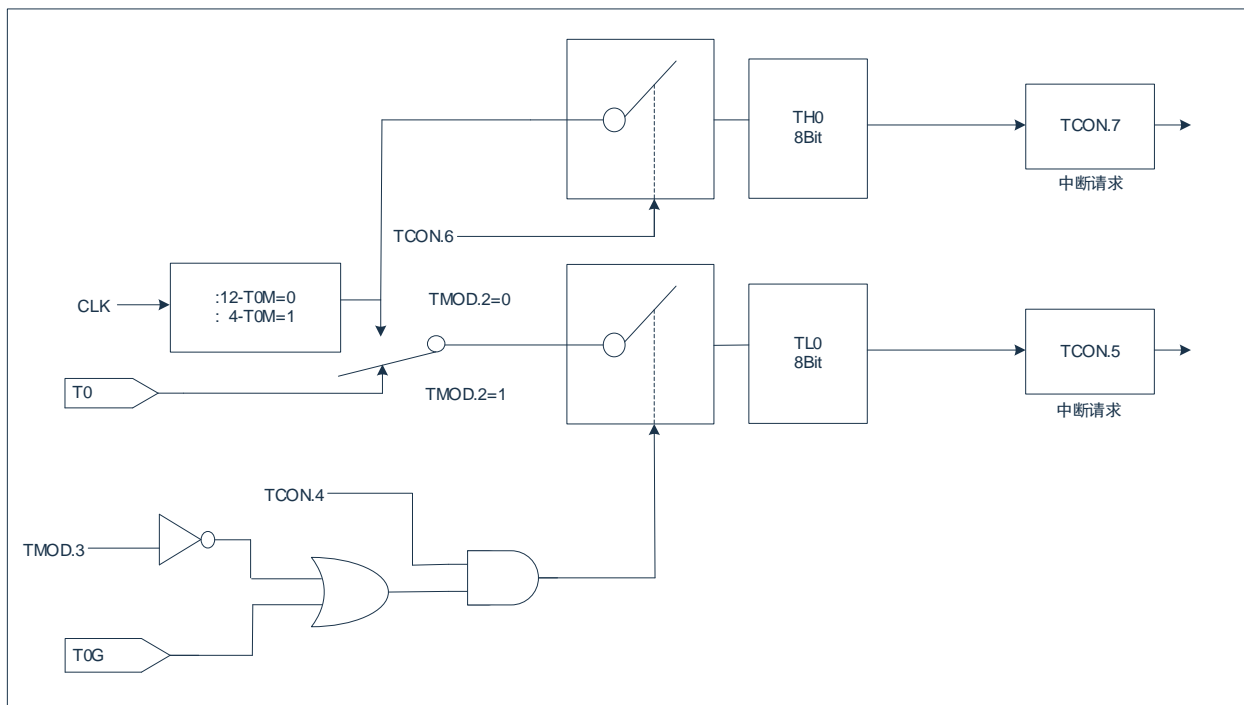 TH0
8Bit
TCON.7
中断请求
TCON.6
CLK
:12-T0M=0
: 4-T0M=1
TMOD.2=0
TL0
8Bit
TCON.5
中断请求
T0
TMOD.2=1
TCON.4
TMOD.3
T0G